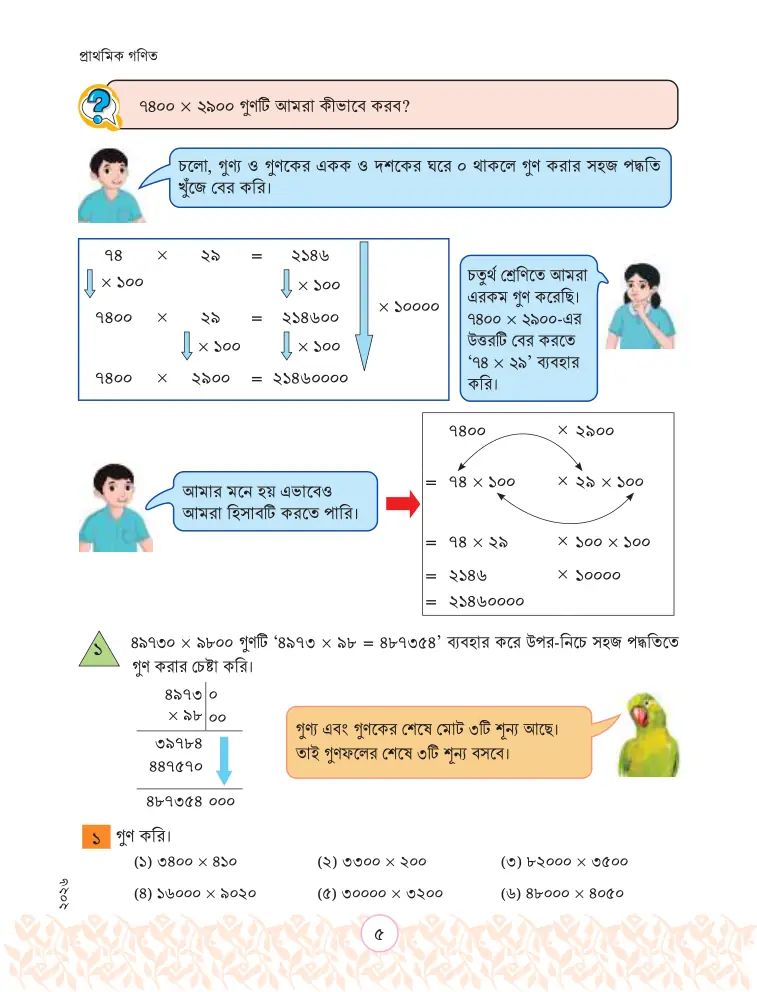 প্রাথমিক গণিত
৭৪০০ × ২৯০০ গুণটি আমরা কীভাবে করব?
চলো, গুণ্য ও গুণকের একক ও দশকের ঘরে ০ থাকলে গুণ করার সহজ পদ্ধতি
খুঁজে বের করি।
৭৪ × ২৯ = ২১৪৬
× ১০০ × ১০০
৭৪০০ × ২৯ = ২১৪৬০০
× ১০০০০
× ১০০ × ১০০
৭৪০০ × ২৯০০ = ২১৪৬০০০০
চতুর্থ শ্রেণিতে আমরা
এরকম গুণ করেছি।
৭৪০০ × ২৯০০-এর
উত্তরটি বের করতে
‘৭৪ × ২৯’ ব্যবহার
করি।
আমার মনে হয় এভাবেও
আমরা হিসাবটি করতে পারি।
৭৪০০ × ২৯০০
= ৭৪ × ১০০ × ২৯ × ১০০
= ৭৪ × ২৯ × ১০০ × ১০০
= ২১৪৬ × ১০০০০
= ২১৪৬০০০০
১ ৪৯৭৩০ × ৯৮০০ গুণটি ‘৪৯৭৩ × ৯৮ = ৪৮৭৩৫৪’ ব্যবহার করে উপর-নিচে সহজ পদ্ধতিতে
গুণ করার চেষ্টা করি।
৪৯৭৩ ০
× ৯৮ ০০
৩৯৭৮৪
৪৪৭৫৭০
৪৮৭৩৫৪ ০০০
গুণ্য এবং গুণকের শেষে মোট ৩টি শূন্য আছে।
তাই গুণফলের শেষে ৩টি শূন্য বসবে।
১ গুণ করি।
(১) ৩৪০০ × ৪১০ (২) ৩৩০০ × ২০০ (৩) ৮২০০০ × ৩৫০০
(৪) ১৬০০০ × ৯০২০ (৫) ৩০০০০ × ৩২০০ (৬) ৪৮০০০ × ৪০৫০
২০২৬
৫